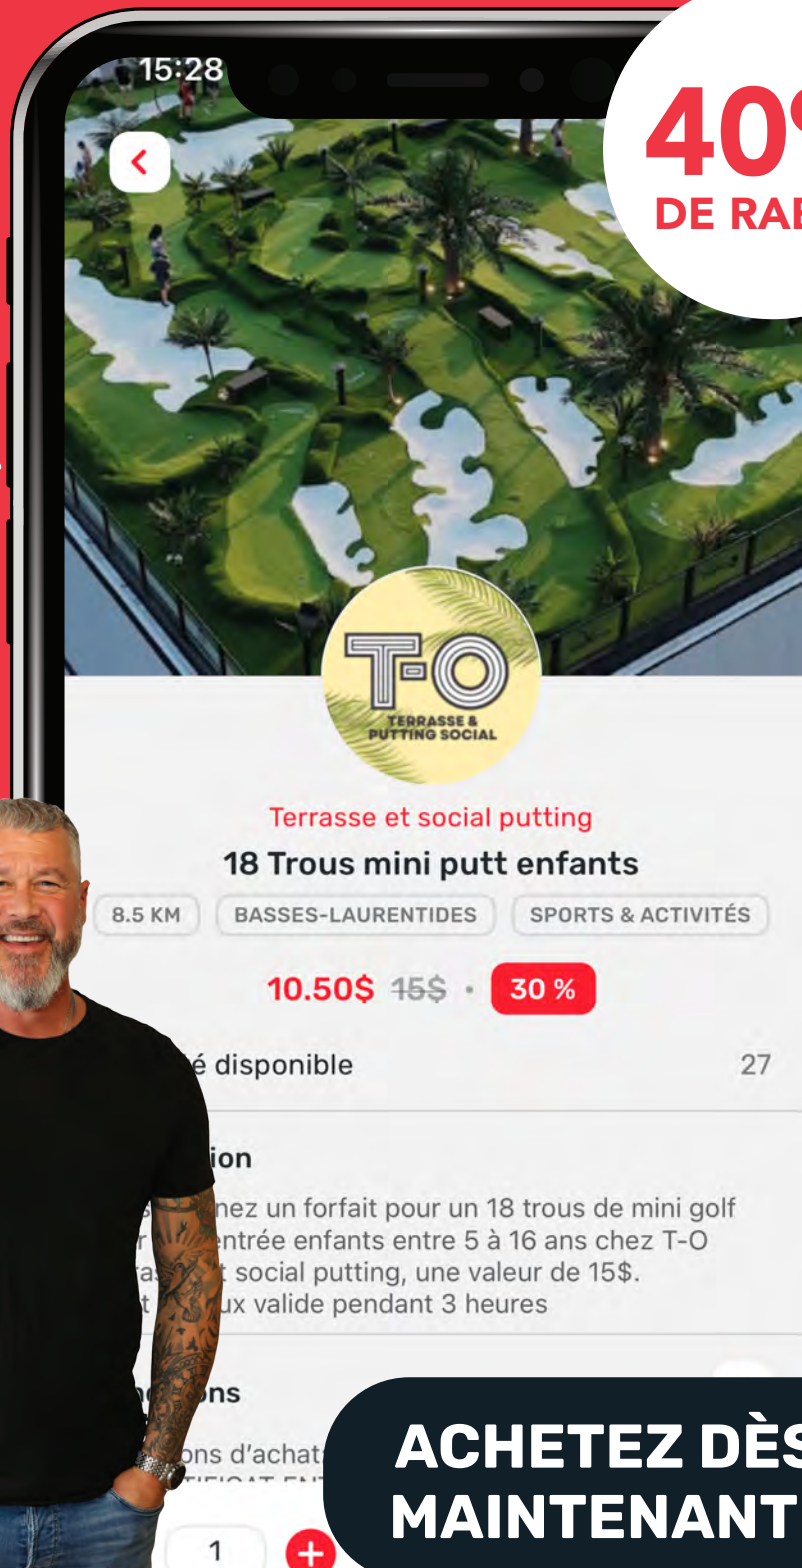 15:28
40%
DE RAB
T-O
TERRASSE &
PUTTING SOCIAL
Terrasse et social putting
18 Trous mini putt enfants
8.5 KM
BASSES-LAURENTIDES
SPORTS & ACTIVITÉS
10.50$ 15$ • 30 %
é disponible
27
ion
nez un forfait pour un 18 trous de mini golf
entrée enfants entre 5 à 16 ans chez T-O
t social putting, une valeur de 15$.
ux valide pendant 3 heures
ons
ons d'achat
ACHETEZ DÈS
MAINTENANT
1
+